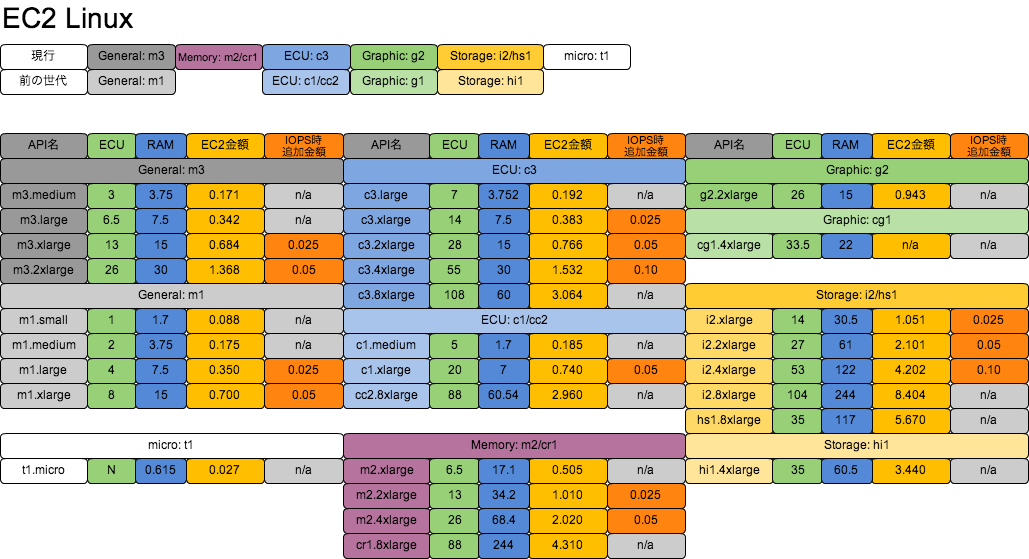 EC2 Linux
現行 General: m3 Memory: m2/cr1 ECU: c3 Graphic: g2 Storage: i2/hs1 micro: t1
前の世代 General: m1 ECU: c1/cc2 Graphic: g1 Storage: hi1
API名 ECU RAM EC2金額 IOPS時追加金額 API名 ECU RAM EC2金額 IOPS時追加金額 API名 ECU RAM EC2金額 IOPS時追加金額
General: m3 ECU: c3 Graphic: g2
m3.medium 3 3.75 0.171 n/a c3.large 7 3.752 0.192 n/a g2.2xlarge 26 15 0.943 n/a
m3.large 6.5 7.5 0.342 n/a c3.xlarge 14 7.5 0.383 0.025 Graphic: cg1
m3.xlarge 13 15 0.684 0.025 c3.2xlarge 28 15 0.766 0.05 cg1.4xlarge 33.5 22 n/a n/a
m3.2xlarge 26 30 1.368 0.05 c3.4xlarge 55 30 1.532 0.10
General: m1 c3.8xlarge 108 60 3.064 n/a Storage: i2/hs1
m1.small 1 1.7 0.088 n/a ECU: c1/cc2 i2.xlarge 14 30.5 1.051 0.025
m1.medium 2 3.75 0.175 n/a c1.medium 5 1.7 0.185 n/a i2.2xlarge 27 61 2.101 0.05
m1.large 4 7.5 0.350 0.025 c1.xlarge 20 7 0.740 0.05 i2.4xlarge 53 122 4.202 0.10
m1.xlarge 8 15 0.700 0.05 cc2.8xlarge 88 60.54 2.960 n/a i2.8xlarge 104 244 8.404 n/a
hs1.8xlarge 35 117 5.670 n/a
micro: t1 Memory: m2/cr1 Storage: hi1
t1.micro N 0.615 0.027 n/a m2.xlarge 6.5 17.1 0.505 n/a hi1.4xlarge 35 60.5 3.440 n/a
m2.2xlarge 13 34.2 1.010 0.025
m2.4xlarge 26 68.4 2.020 0.05
cr1.8xlarge 88 244 4.310 n/a